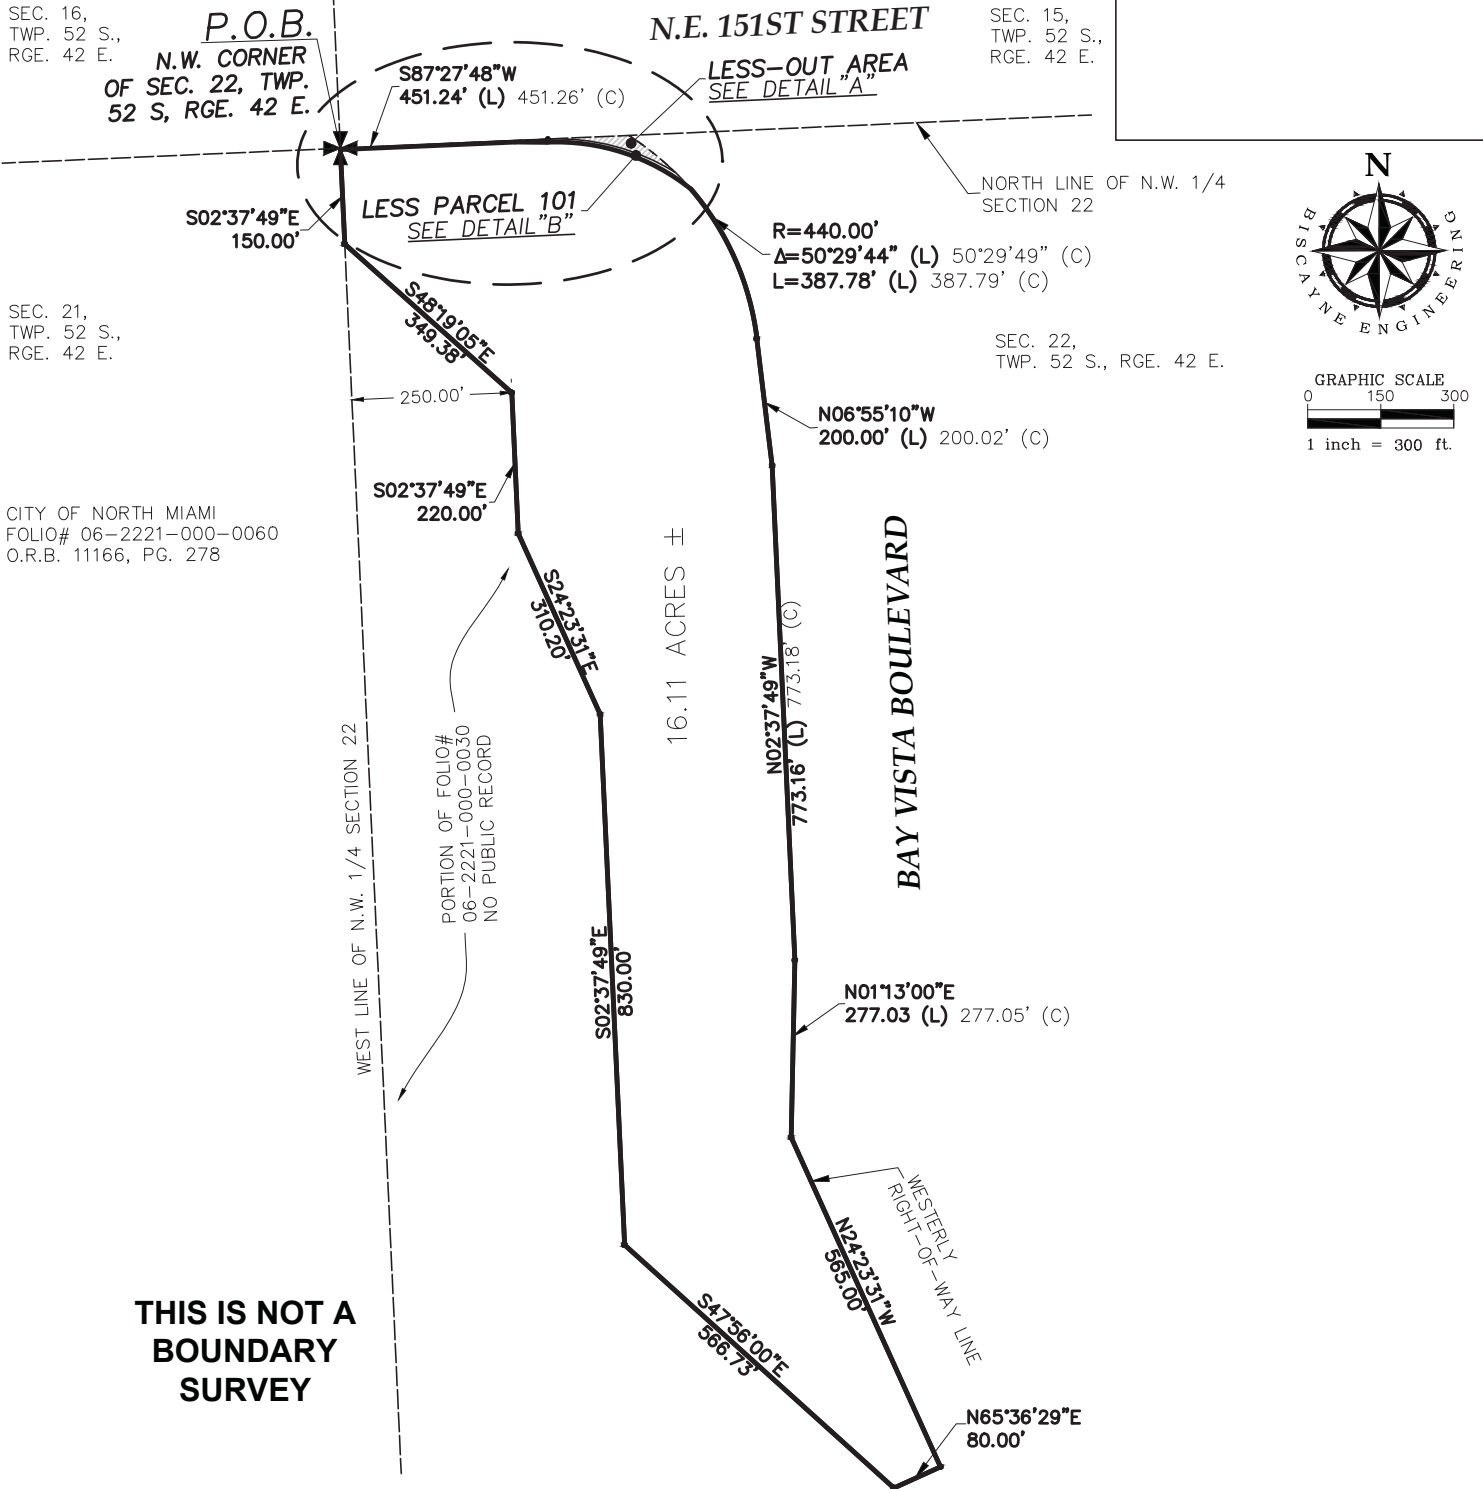 SEC. 16,
TWP. 52 S.,
RGE. 42 E.
P.O.B.
N.W. CORNER
OF SEC. 22, TWP.
52 S, RGE. 42 E.
N.E. 151ST STREET
SEC. 15,
TWP. 52 S.,
RGE. 42 E.
S87°27'48"W
451.24' (L) 451.26' (C)
LESS-OUT AREA
SEE DETAIL"A"
NORTH LINE OF N.W. 1/4
SECTION 22
N
BISCAYNE ENGINEERING
S02°37'49"E
150.00'
LESS PARCEL 101
SEE DETAIL"B"
R=440.00'
Δ=50°29'44" (L) 50°29'49" (C)
L=387.78' (L) 387.79' (C)
SEC. 21,
TWP. 52 S.,
RGE. 42 E.
S48°19'05"E
349.38'
SEC. 22,
TWP. 52 S., RGE. 42 E.
GRAPHIC SCALE
0 150 300
1 inch = 300 ft.
250.00'
N06°55'10"W
200.00' (L) 200.02' (C)
S02°37'49"E
220.00'
CITY OF NORTH MIAMI
FOLIO# 06-2221-000-0060
O.R.B. 11166, PG. 278
S24°23'31"E
310.20'
16.11 ACRES ±
N02°37'49"W
773.16' (L) 773.18' (C)
BAY VISTA BOULEVARD
WEST LINE OF N.W. 1/4 SECTION 22
PORTION OF FOLIO#
06-2221-000-0030
NO PUBLIC RECORD
S02°37'49"E
830.00'
N01°13'00"E
277.03 (L) 277.05' (C)
WESTERLY
RIGHT-OF-WAY LINE
N24°23'31"W
565.00'
S47°56'00"E
566.73'
THIS IS NOT A
BOUNDARY
SURVEY
N65°36'29"E
80.00'